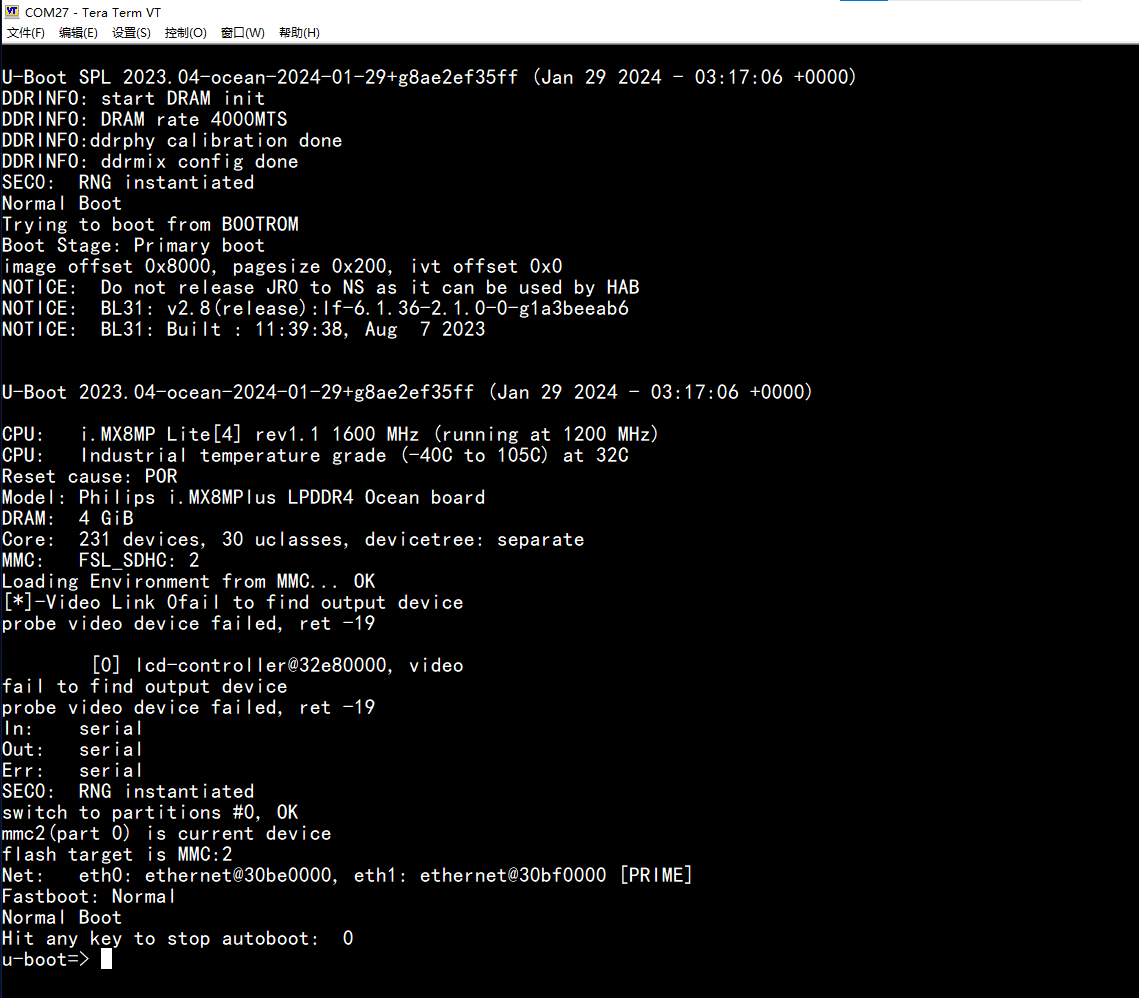 COM27 - Tera Term VT
文件(F) 编辑(E) 设置(S) 控制(O) 窗口(W) 帮助(H)
U-Boot SPL 2023.04-ocean-2024-01-29+g8ae2ef35ff (Jan 29 2024 - 03:17:06 +0000)
DDRINFO: start DRAM init
DDRINFO: DRAM rate 4000MTS
DDRINFO:ddrphy calibration done
DDRINFO: ddrmix config done
SEC0:  RNG instantiated
Normal Boot
Trying to boot from BOOTROM
Boot Stage: Primary boot
image offset 0x8000, pagesize 0x200, ivt offset 0x0
NOTICE:  Do not release JR0 to NS as it can be used by HAB
NOTICE:  BL31: v2.8(release):lf-6.1.36-2.1.0-0-g1a3beeab6
NOTICE:  BL31: Built : 11:39:38, Aug  7 2023
U-Boot 2023.04-ocean-2024-01-29+g8ae2ef35ff (Jan 29 2024 - 03:17:06 +0000)
CPU:   i.MX8MP Lite[4] rev1.1 1600 MHz (running at 1200 MHz)
CPU:   Industrial temperature grade (-40C to 105C) at 32C
Reset cause: POR
Model: Philips i.MX8MPlus LPDDR4 Ocean board
DRAM:  4 GiB
Core:  231 devices, 30 uclasses, devicetree: separate
MMC:   FSL_SDHC: 2
Loading Environment from MMC... OK
[*]-Video Link 0fail to find output device
probe video device failed, ret -19
[0] lcd-controller@32e80000, video
fail to find output device
probe video device failed, ret -19
In:    serial
Out:   serial
Err:   serial
SEC0:  RNG instantiated
switch to partitions #0, OK
mmc2(part 0) is current device
flash target is MMC:2
Net:   eth0: ethernet@30be0000, eth1: ethernet@30bf0000 [PRIME]
Fastboot: Normal
Normal Boot
Hit any key to stop autoboot:  0
u-boot=>